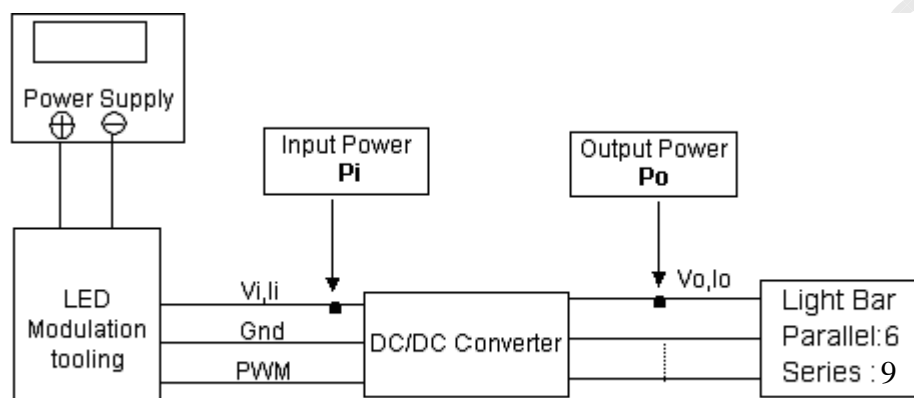 Power Supply
Input Power
Pi
Output Power
Po
LED
Modulation
tooling
Vi,Ii
Gnd
PWM
DC/DC Converter
Vo,Io
Light Bar
Parallel:6
Series : 9